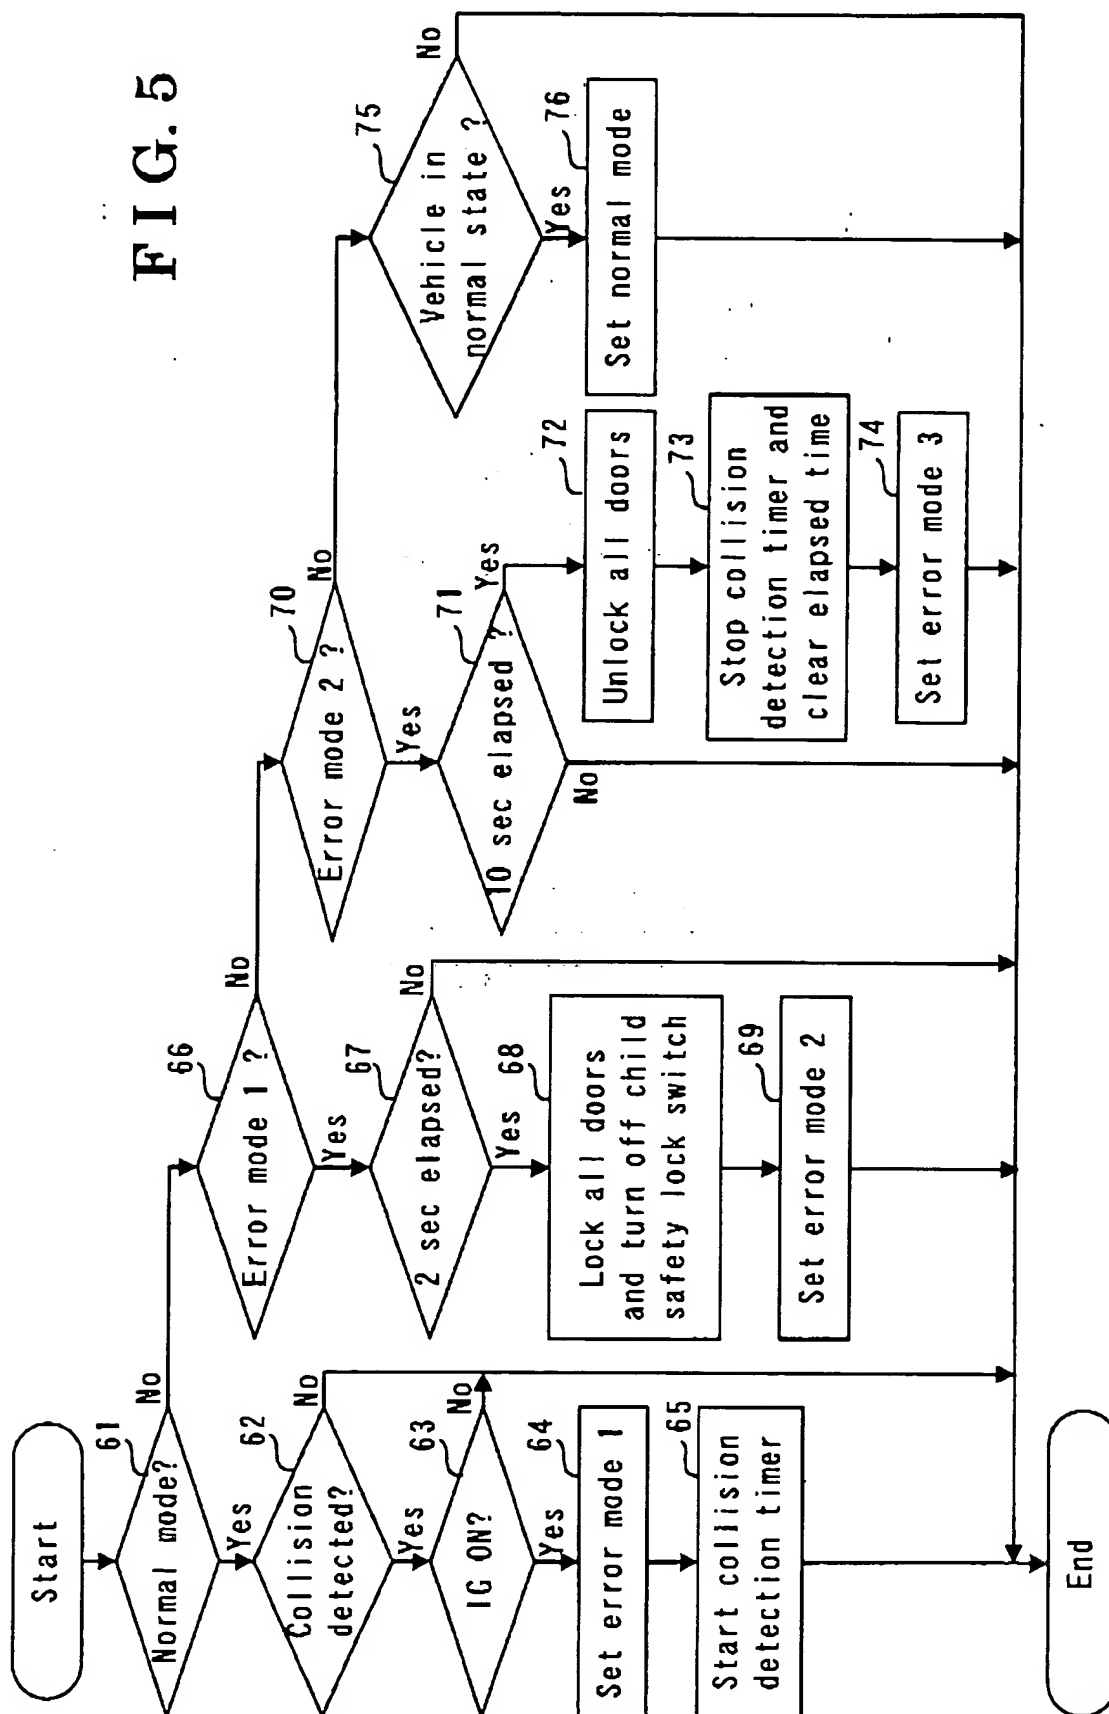 FIG. 5
Start
61
Normal mode?
No
Yes
62
Collision
detected?
No
Yes
63
IG ON?
No
Yes
64
Set error mode 1
65
Start collision
detection timer
66
Error mode 1 ?
No
Yes
67
2 sec elapsed?
No
Yes
68
Lock all doors
and turn off child
safety lock switch
69
Set error mode 2
70
Error mode 2 ?
No
Yes
71
10 sec elapsed ?
Yes
No
72
Unlock all doors
73
Stop collision
detection timer and
clear elapsed time
74
Set error mode 3
75
Vehicle in
normal state ?
No
Yes
76
Set normal mode
End